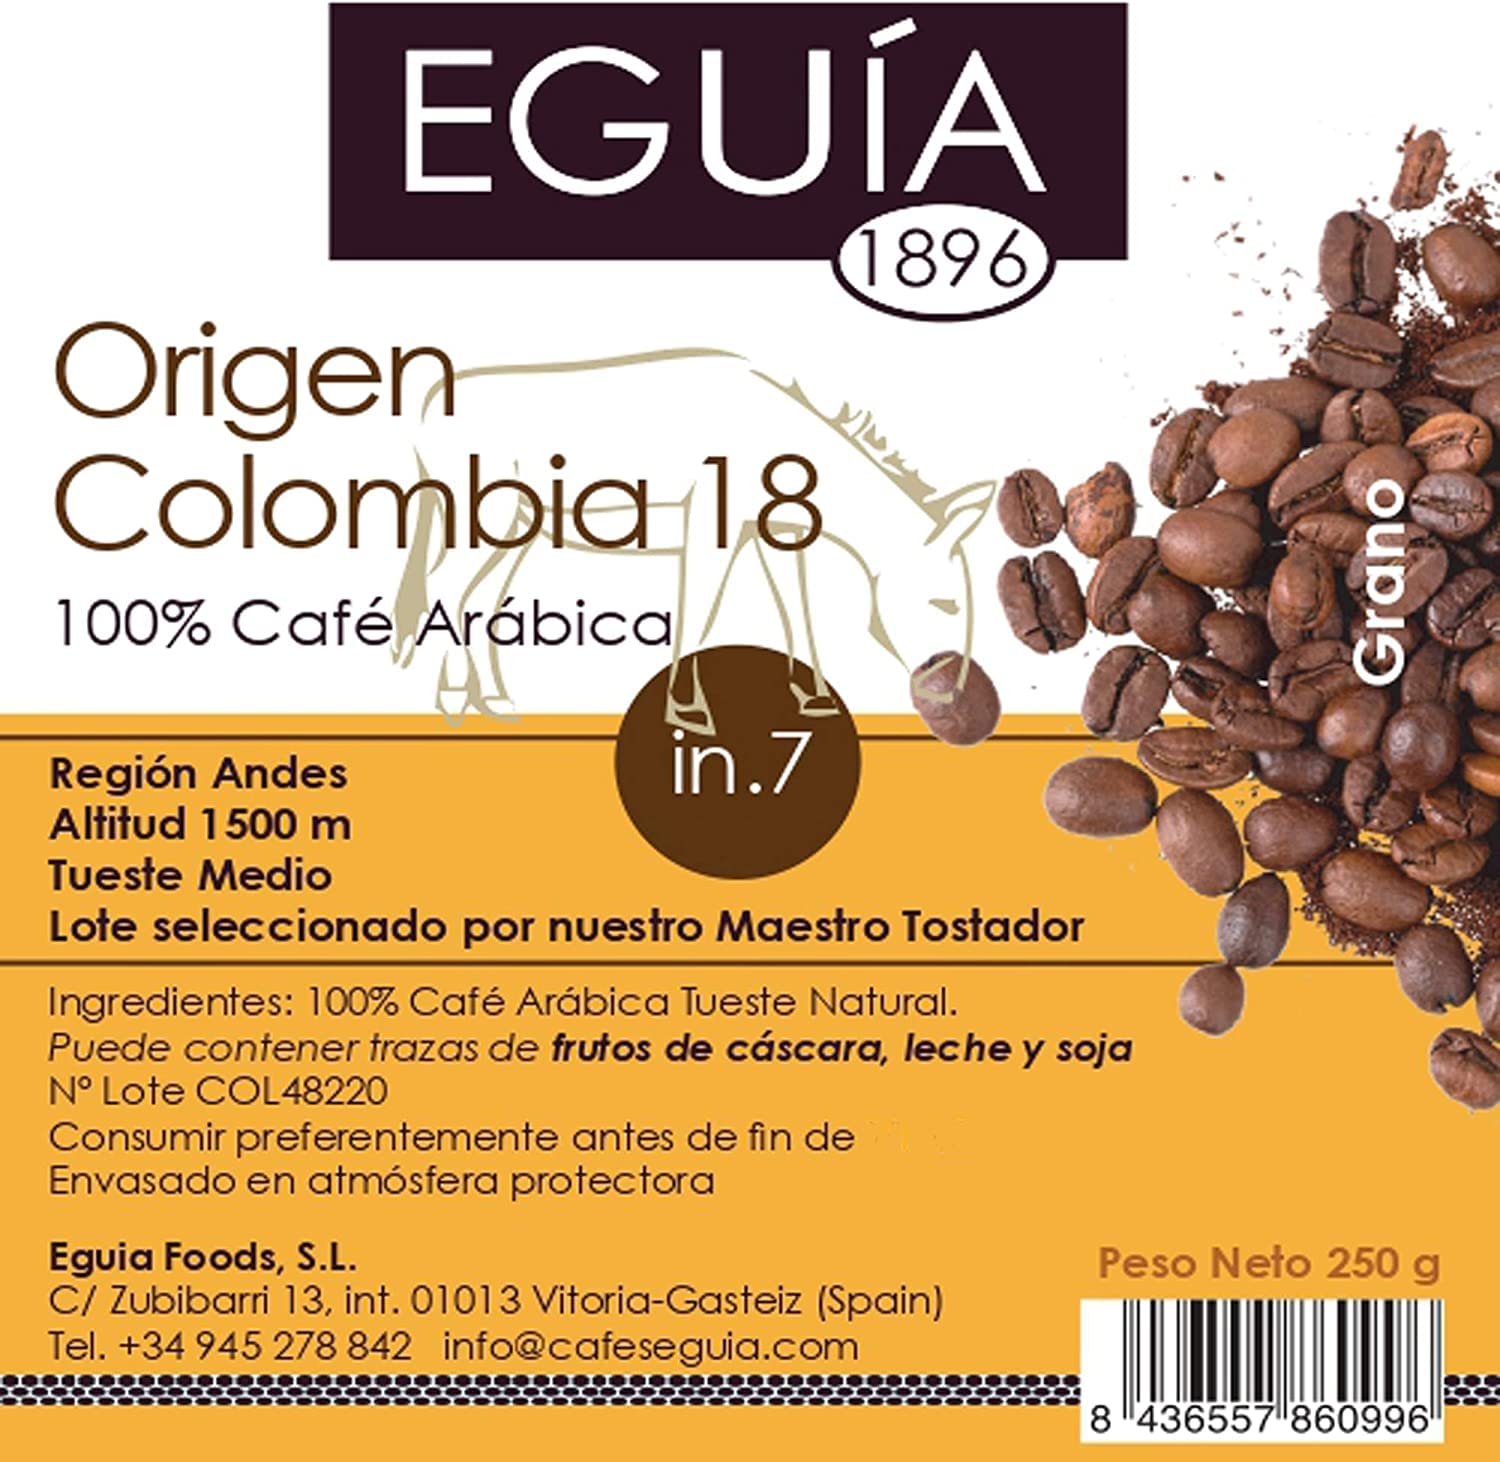 EGUÍA
1896
Origen
Colombia 18
100% Café Arábica
Grano
in.7
Región Andes
Altitud 1500 m
Tueste Medio
Lote seleccionado por nuestro Maestro Tostador
Ingredientes: 100% Café Arábica Tueste Natural.
Puede contener trazas de frutos de cáscara, leche y soja
Nº Lote COL48220
Consumir preferentemente antes de fin de
Envasado en atmósfera protectora
Eguia Foods, S.L.
C/ Zubibarri 13, int. 01013 Vitoria-Gasteiz (Spain)
Tel. +34 945 278 842 info@cafeseguia.com
Peso Neto 250 g
8 436557 860996